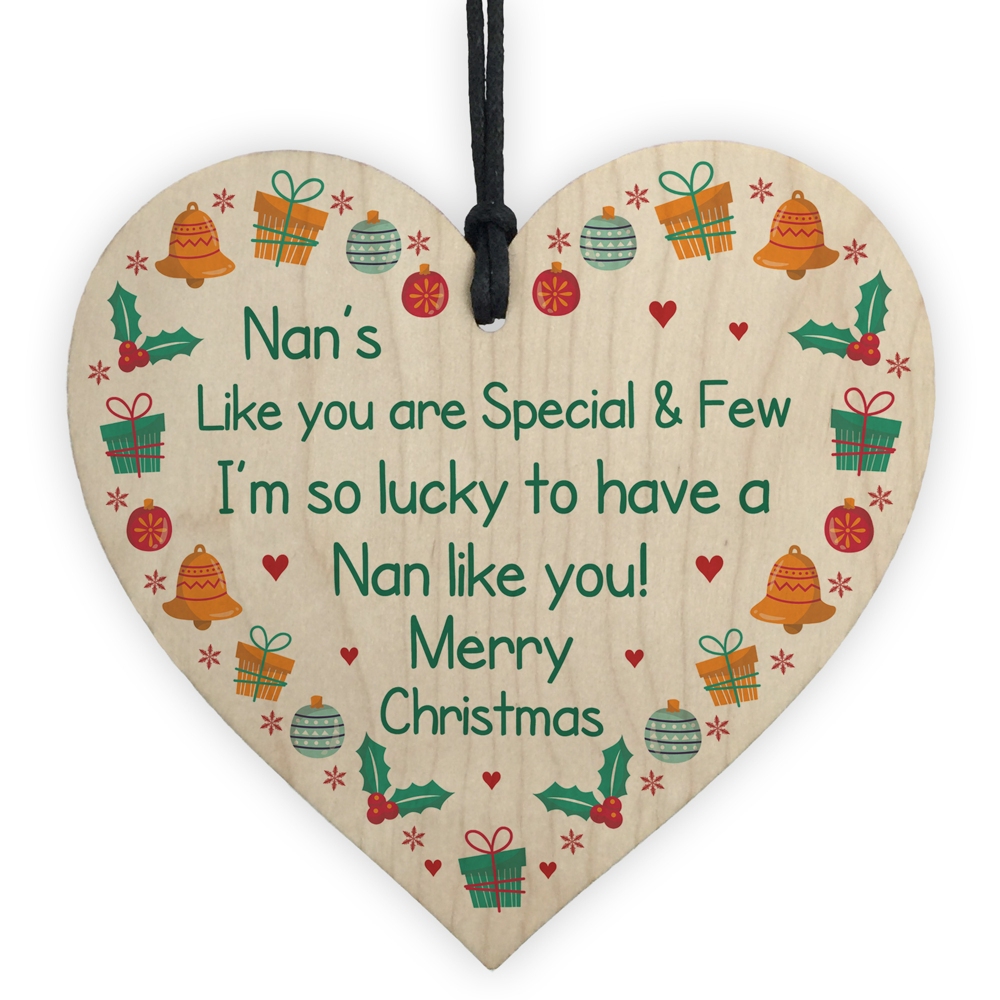 Nan's
Like you are Special & Few
I'm so lucky to have a
Nan like you!
Merry
Christmas